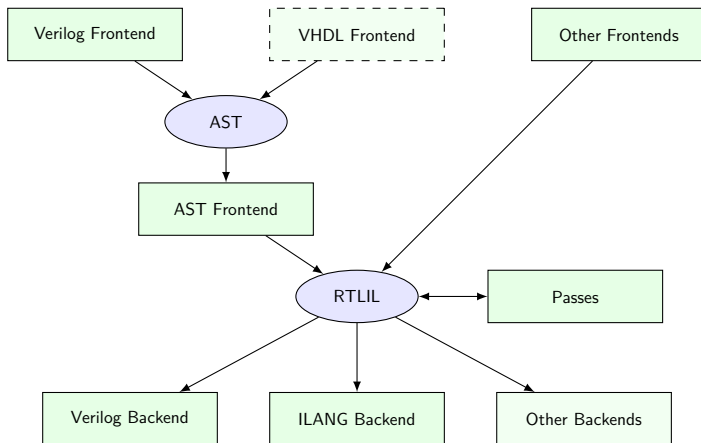 Verilog Frontend
VHDL Frontend
Other Frontends
AST
AST Frontend
RTLIL
Passes
Verilog Backend
ILANG Backend
Other Backends